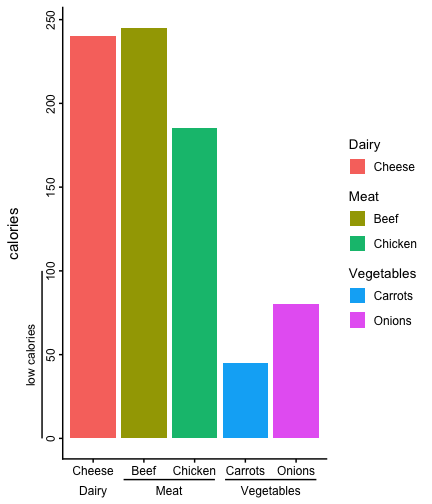 250
200
150
100
50
0
calories
low calories
Cheese Beef Chicken Carrots Onions
Dairy Meat Vegetables
Dairy
Cheese
Meat
Beef
Chicken
Vegetables
Carrots
Onions